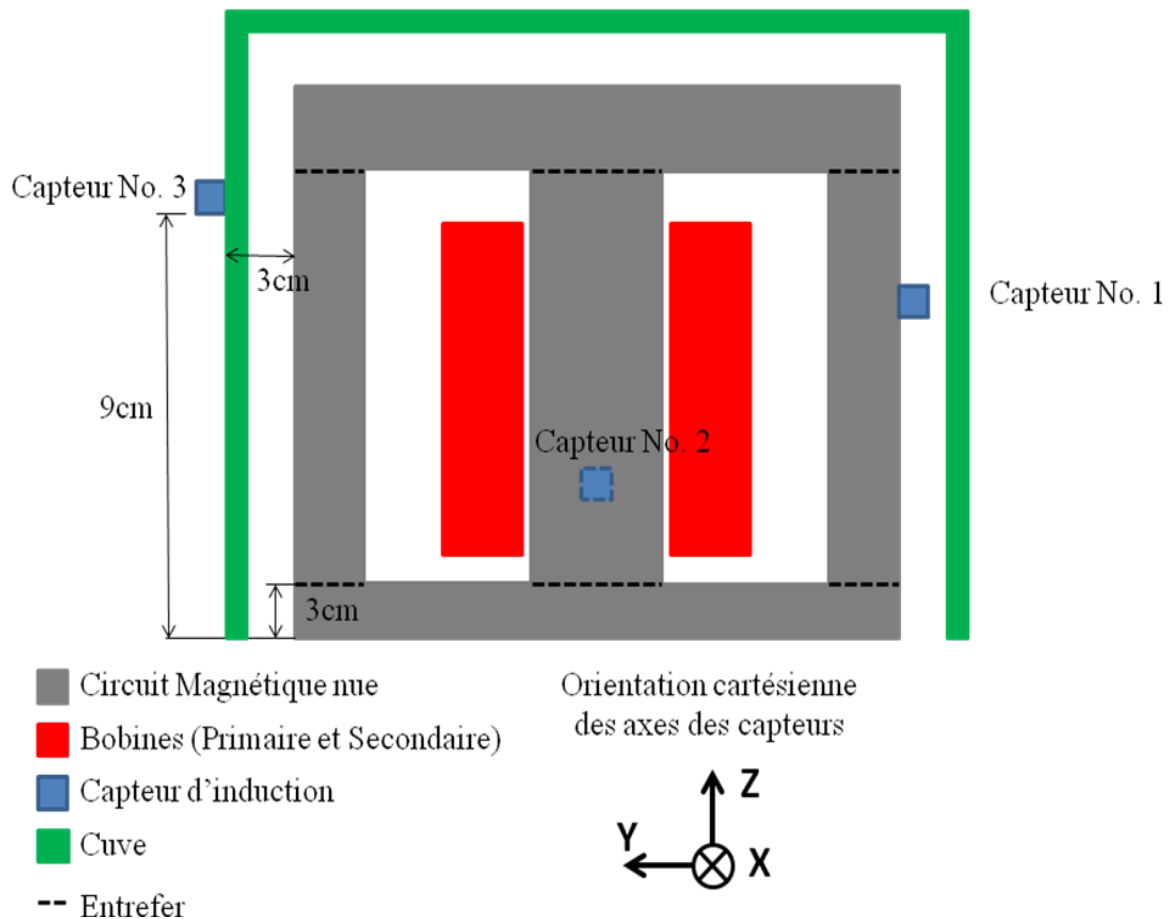 Capteur No. 3
3cm
Capteur No. 1
9cm
Capteur No. 2
3cm
Circuit Magnétique nue
Bobines (Primaire et Secondaire)
Capteur d’induction
Cuve
Entrefer
Orientation cartésienne
des axes des capteurs
Z
Y
X